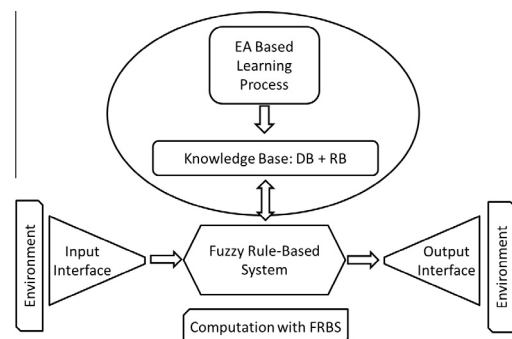 EA Based
Learning
Process
Knowledge Base: DB + RB
Environment
Input
Interface
Fuzzy Rule-Based
System
Output
Interface
Environment
Computation with FRBS